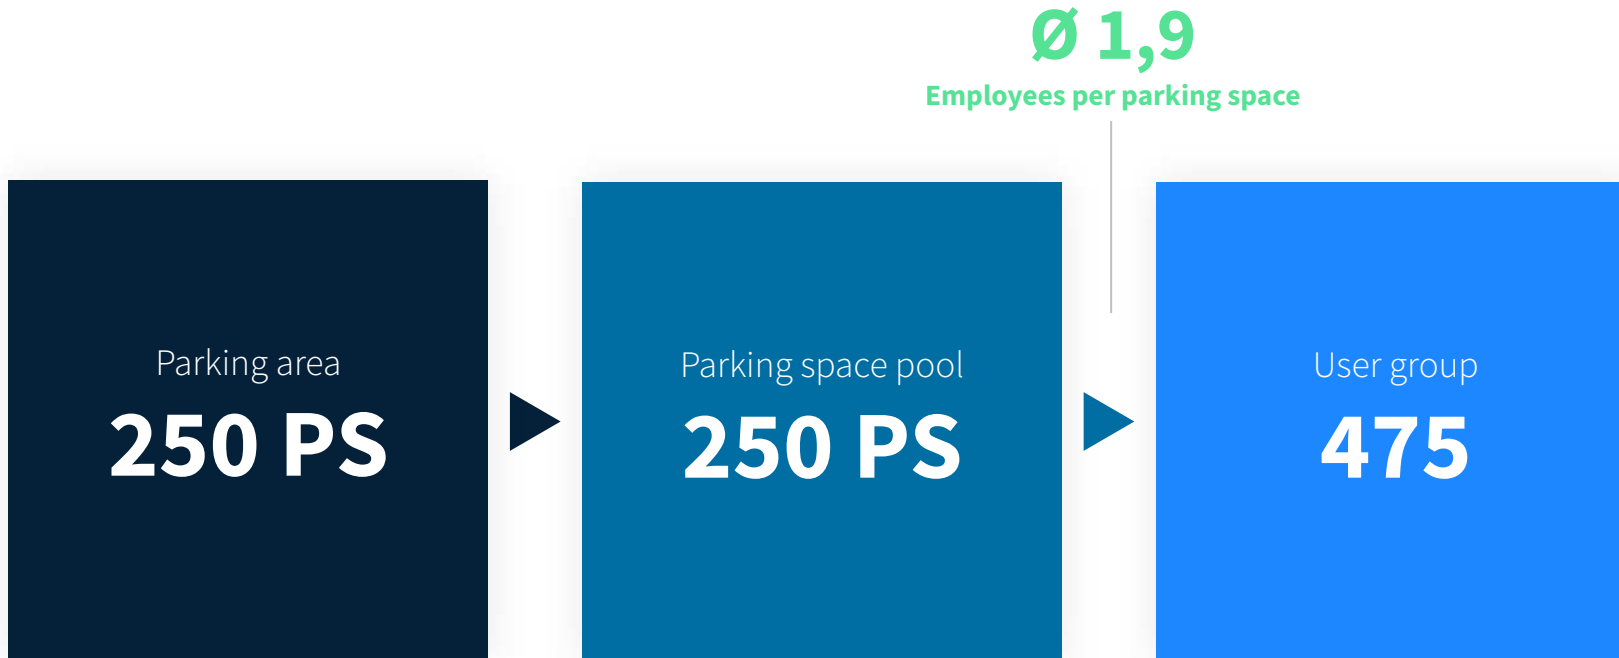 Ø 1,9
Employees per parking space
Parking area
250 PS
Parking space pool
250 PS
User group
475